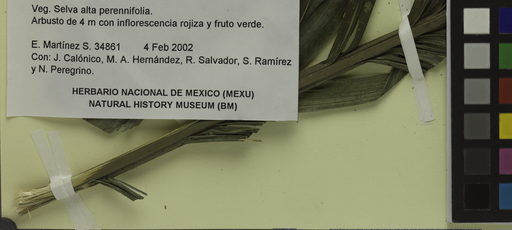 Veg. Selva alta perennifolia.
Arbusto de 4 m con inflorescencia rojiza y fruto verde.
E. Martínez S. 34861 4 Feb 2002
Con: J. Calónico, M. A. Hernández, R. Salvador, S. Ramírez
y N. Peregrino.
HERBARIO NACIONAL DE MEXICO (MEXU)
NATURAL HISTORY MUSEUM (BM)